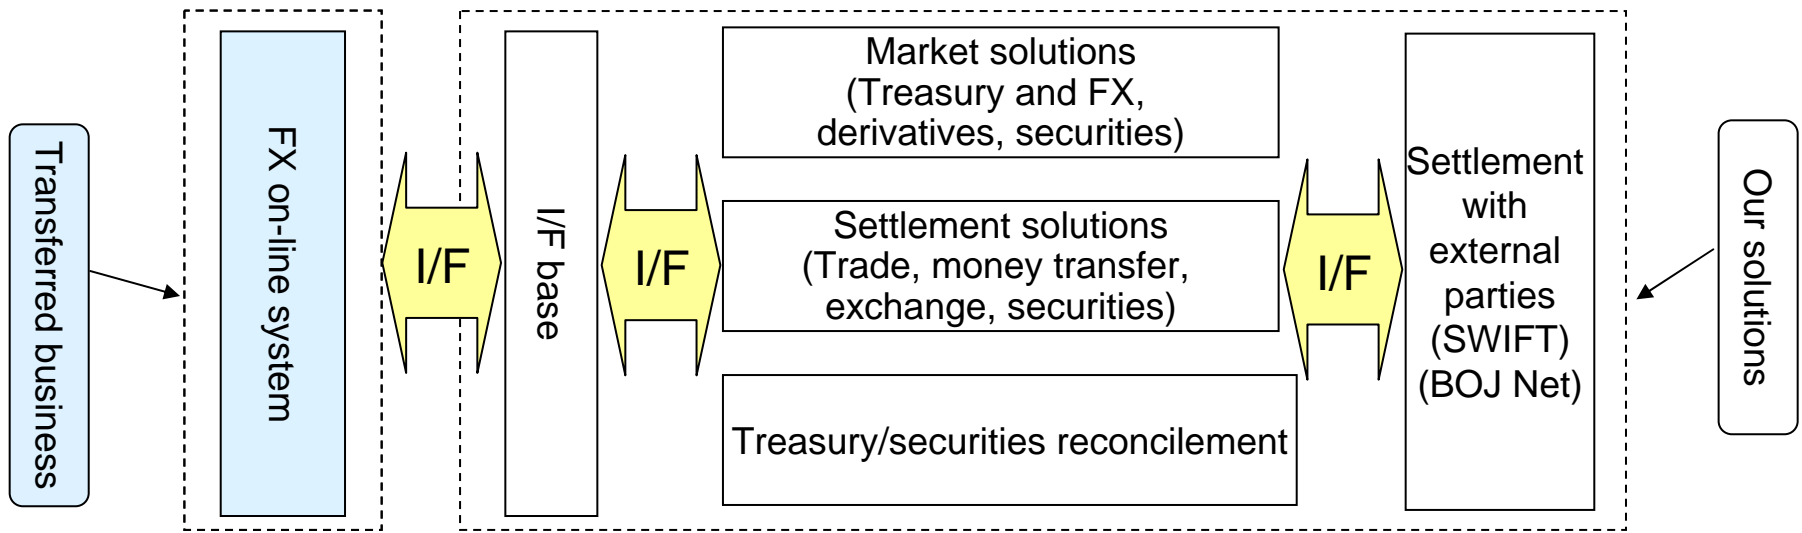 Transferred business
FX on-line system
I/F
I/F base
I/F
Market solutions
(Treasury and FX,
derivatives, securities)
Settlement solutions
(Trade, money transfer,
exchange, securities)
Treasury/securities reconcilement
I/F
Settlement
with
external
parties
(SWIFT)
(BOJ Net)
Our solutions